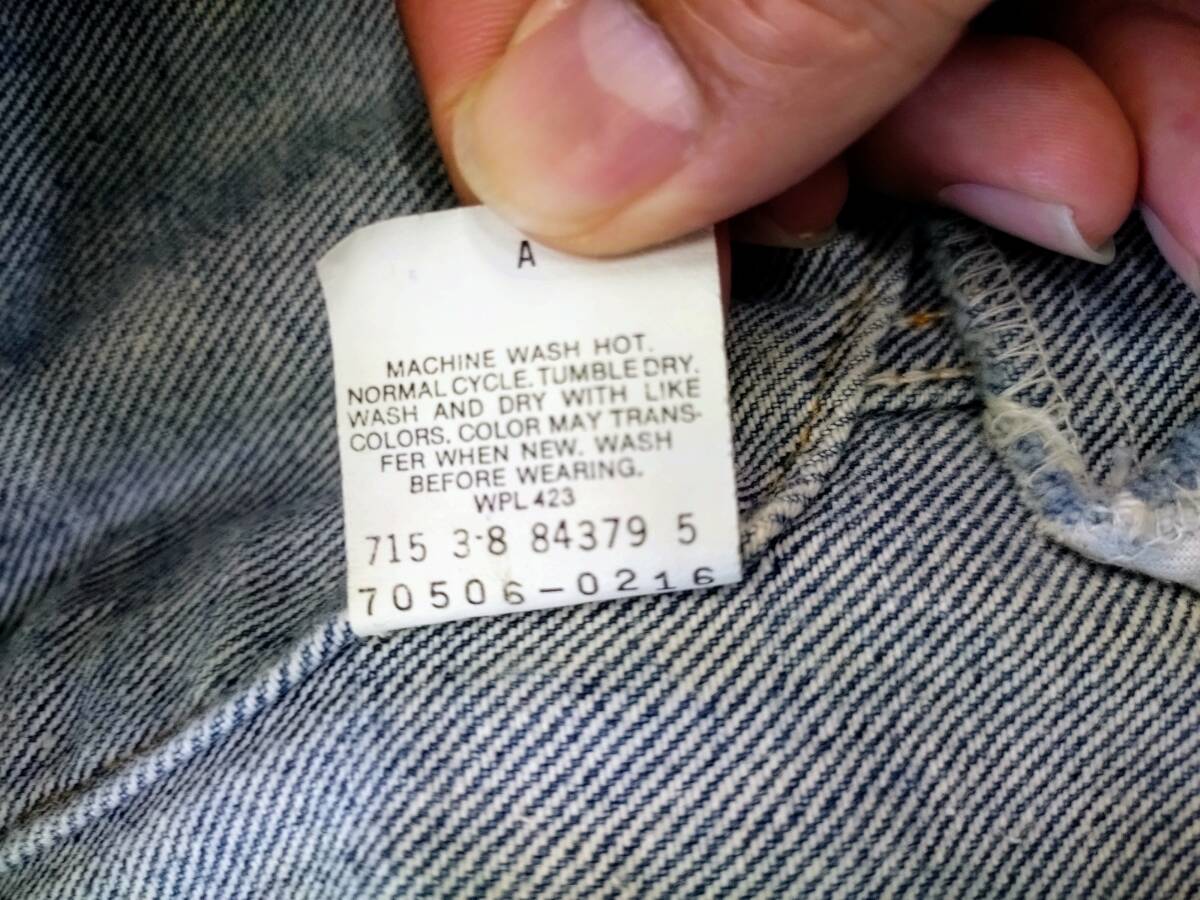 A
MACHINE WASH HOT.
NORMAL CYCLE. TUMBLE DRY.
WASH AND DRY WITH LIKE
COLORS. COLOR MAY TRANS-
FER WHEN NEW. WASH
BEFORE WEARING.
WPL 423
715 3-8 84379 5
70506-0216